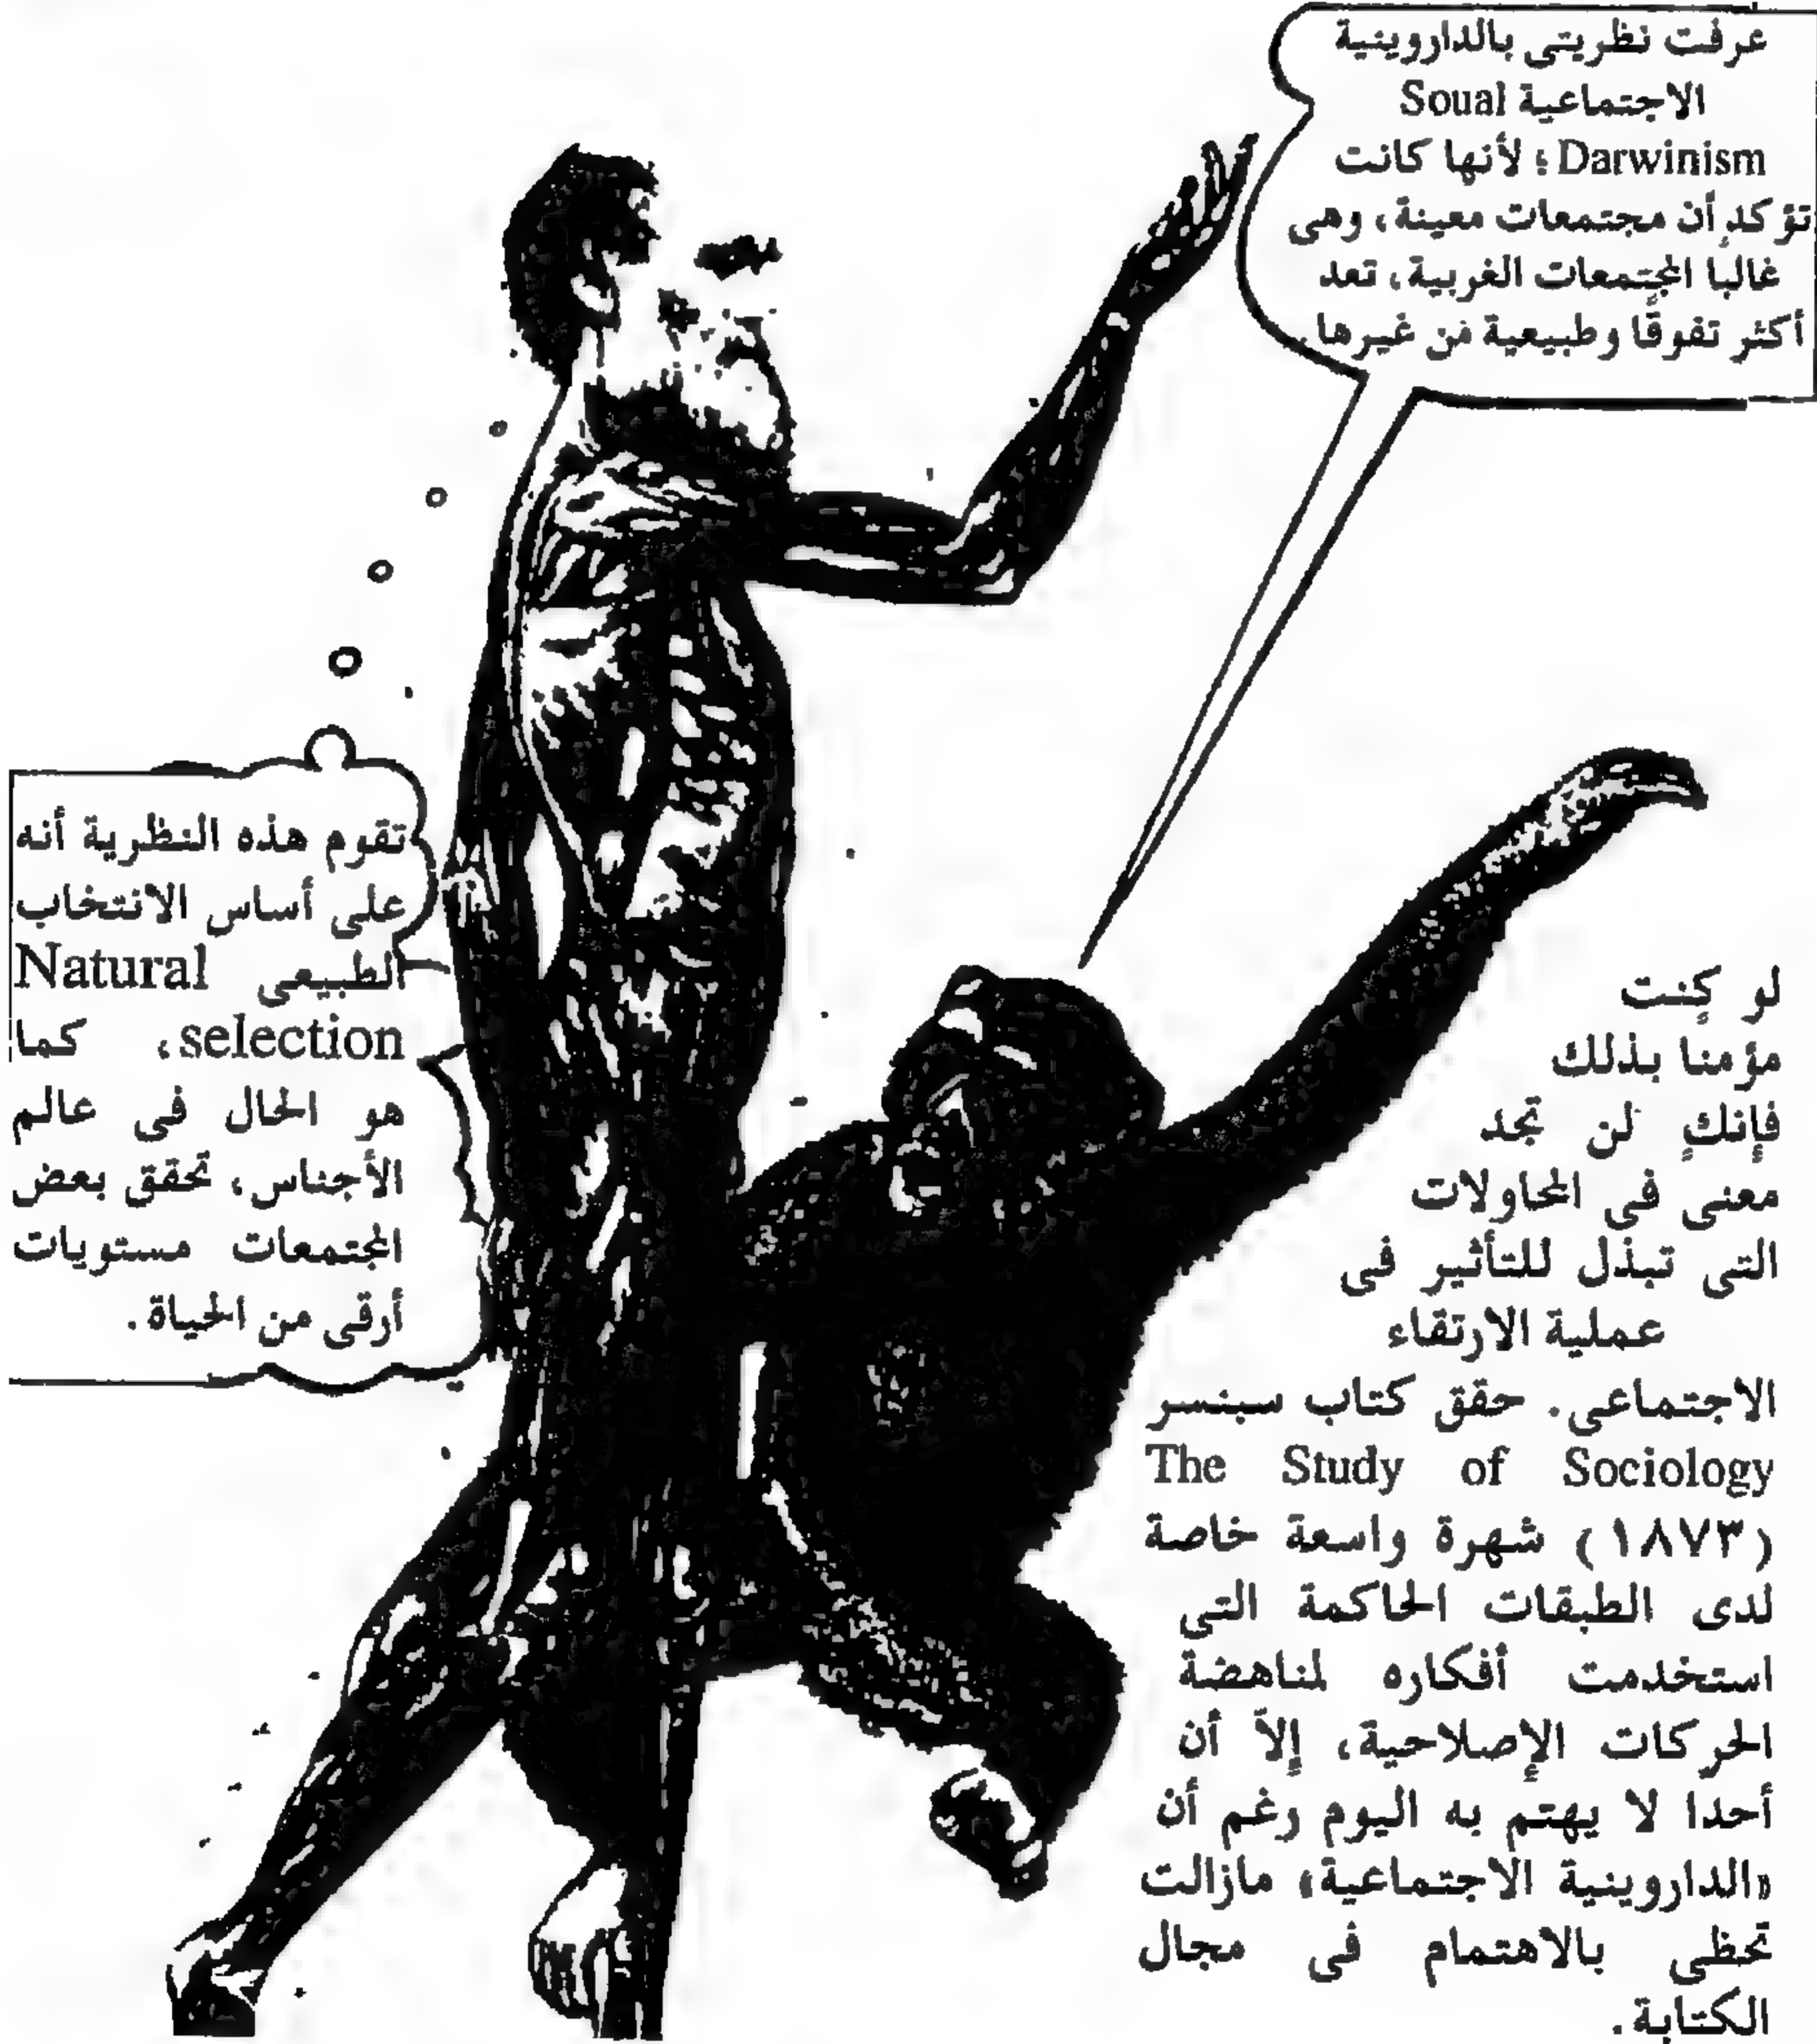 عرفت نظريتى بالداروينية
الاجتماعية Soual
Darwinism؛ لأنها كانت
تؤكد أن مجتمعات معينة، وهى
غالبا المجتمعات الغربية، تعد
أكثر تفوقًا وطبيعية من غيرها.
تقوم هذه النظرية أنه
على أساس الانتخاب
الطبيعى Natural
selection، كما
هو الحال فى عالم
الأجناس، تحقق بعض
المجتمعات مستويات
أرقى من الحياة.
لو كنت
مؤمنا بذلك
فإنك لن تجد
معنى فى المحاولات
التى تبذل للتأثير فى
عملية الارتقاء
الاجتماعى. حقق كتاب سبنسر
The Study of Sociology
(١٨٧٣) شهرة واسعة خاصة
لدى الطبقات الحاكمة التى
استخدمت أفكاره لمناهضة
الحركات الإصلاحية، إلاّ أن
أحدا لا يهتم به اليوم رغم أن
«الداروينية الاجتماعية» مازالت
تحظى بالاهتمام فى مجال
الكتابة.